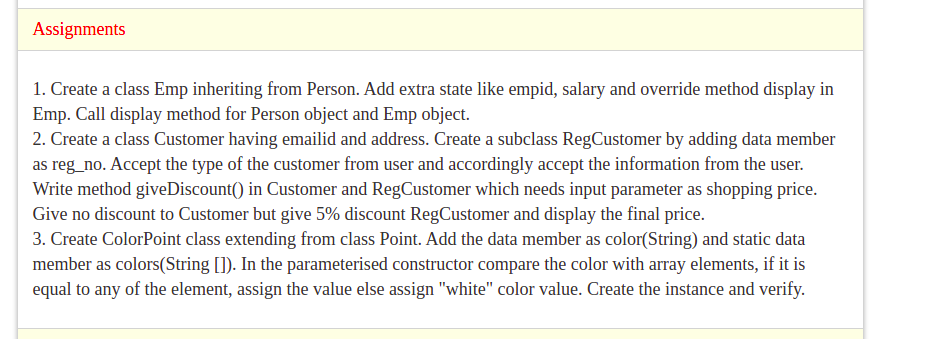 Assignments
1. Create a class Emp inheriting from Person. Add extra state like empid, salary and override method display in
Emp. Call display method for Person object and Emp object.
2. Create a class Customer having emailid and address. Create a subclass RegCustomer by adding data member
as reg_no. Accept the type of the customer from user and accordingly accept the information from the user.
Write method giveDiscount() in Customer and RegCustomer which needs input parameter as shopping price.
Give no discount to Customer but give 5% discount RegCustomer and display the final price.
3. Create ColorPoint class extending from class Point. Add the data member as color(String) and static data
member as colors(String []). In the parameterised constructor compare the color with array elements, if it is
equal to any of the element, assign the value else assign "white" color value. Create the instance and verify.